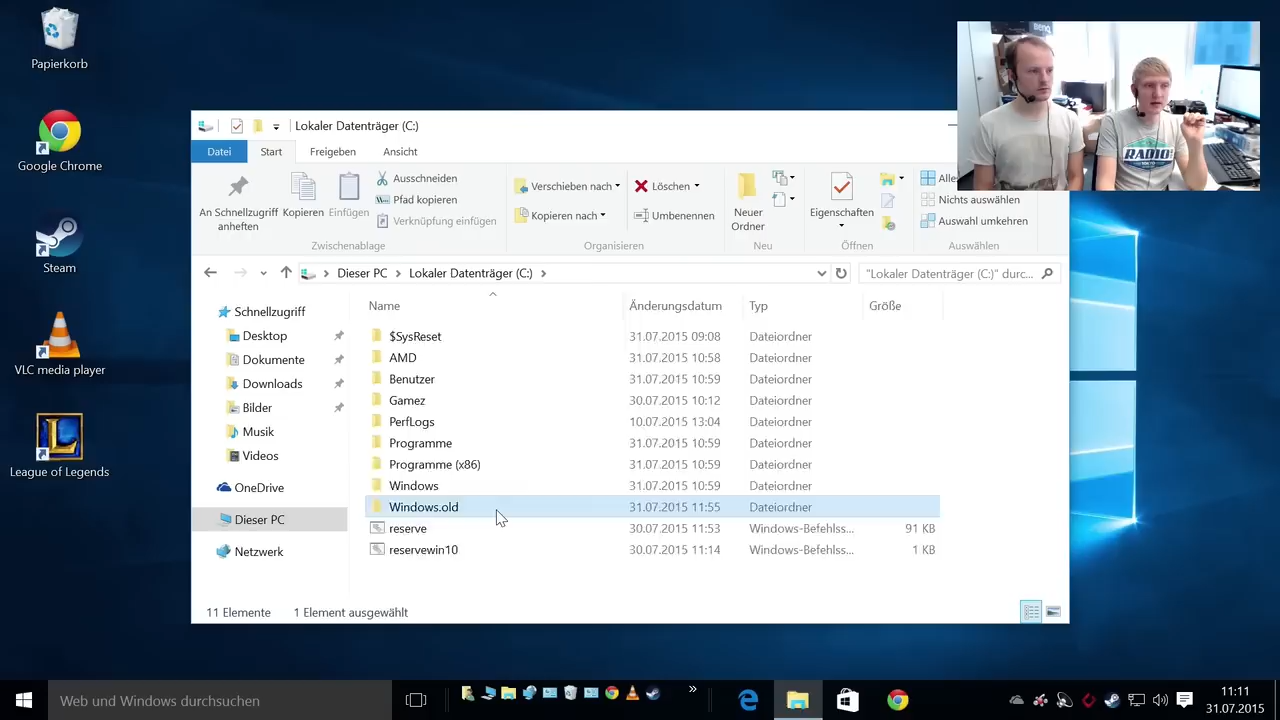 Papierkorb
Google Chrome
Steam
VLC media player
League of Legends
BenQ
RADIO
Lokaler Datenträger (C:)
Datei
Start
Freigeben
Ansicht
An Schnellzugriff anheften
Kopieren
Einfügen
Ausschneiden
Pfad kopieren
Verknüpfung einfügen
Zwischenablage
Verschieben nach
Kopieren nach
Löschen
Umbenennen
Organisieren
Neuer Ordner
Neu
Eigenschaften
Öffnen
Nichts auswählen
Auswahl umkehren
Auswählen
Dieser PC > Lokaler Datenträger (C:) >
"Lokaler Datenträger (C:)" durc...
Schnellzugriff
Desktop
Dokumente
Downloads
Bilder
Musik
Videos
OneDrive
Dieser PC
Netzwerk
Name Änderungsdatum Typ Größe
$SysReset 31.07.2015 09:08 Dateiordner
AMD 31.07.2015 10:58 Dateiordner
Benutzer 31.07.2015 10:59 Dateiordner
Gamez 30.07.2015 10:12 Dateiordner
PerfLogs 10.07.2015 13:04 Dateiordner
Programme 31.07.2015 10:59 Dateiordner
Programme (x86) 31.07.2015 10:59 Dateiordner
Windows 31.07.2015 10:59 Dateiordner
Windows.old 31.07.2015 11:55 Dateiordner
reserve 30.07.2015 11:53 Windows-Befehlss... 91 KB
reservewin10 30.07.2015 11:14 Windows-Befehlss... 1 KB
11 Elemente 1 Element ausgewählt
Web und Windows durchsuchen
11:11
31.07.2015